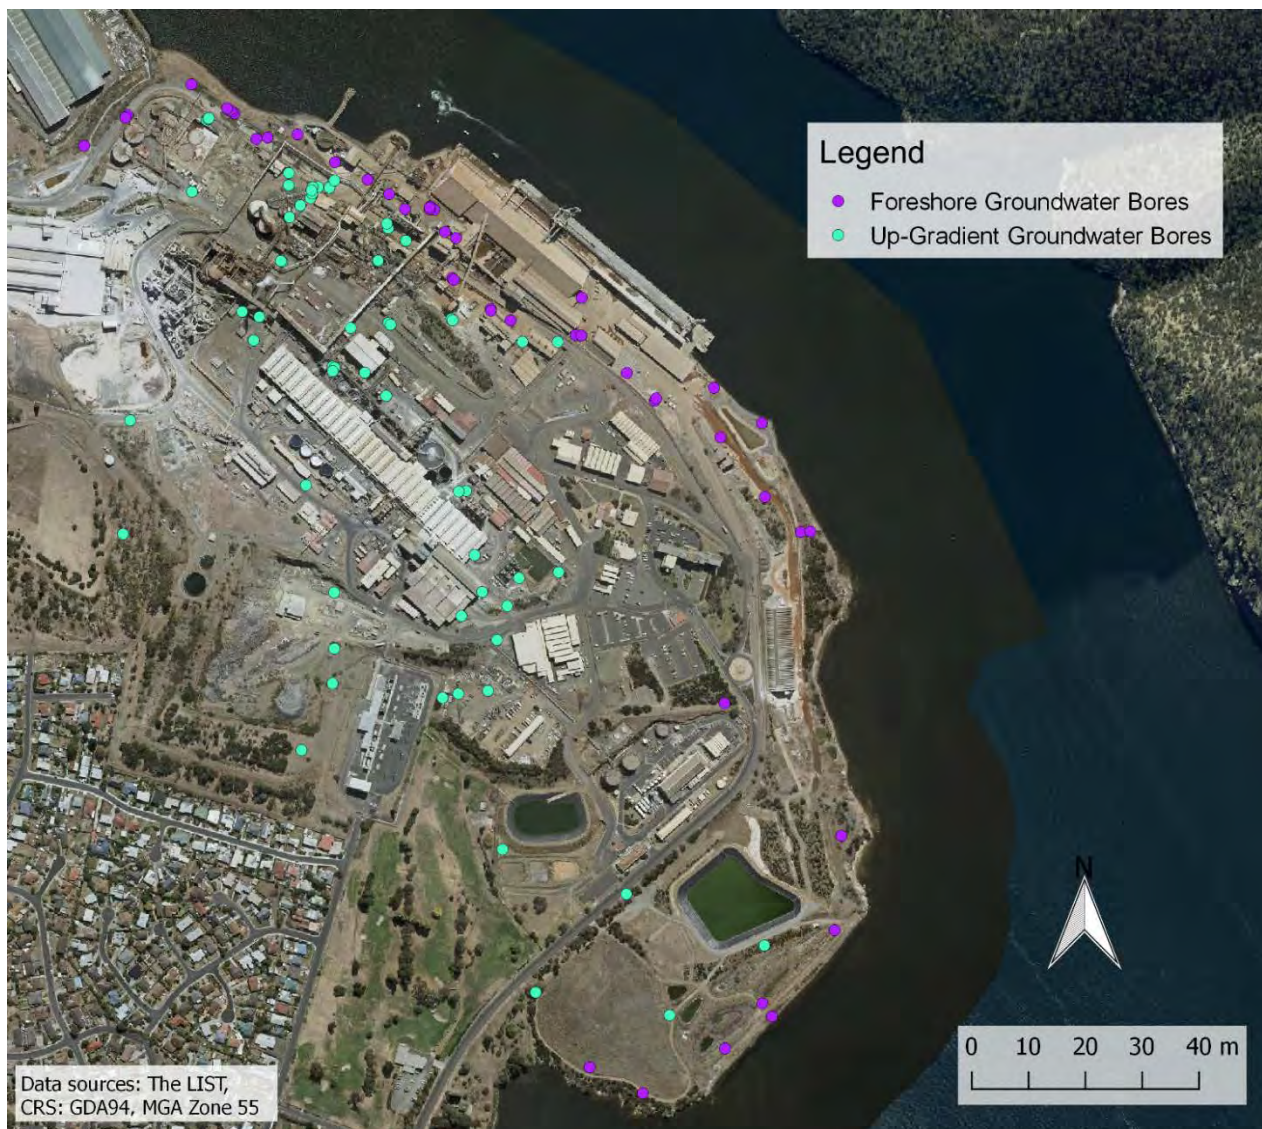 Legend
Foreshore Groundwater Bores
Up-Gradient Groundwater Bores
N
0 10 20 30 40 m
Data sources: The LIST,
CRS: GDA94, MGA Zone 55